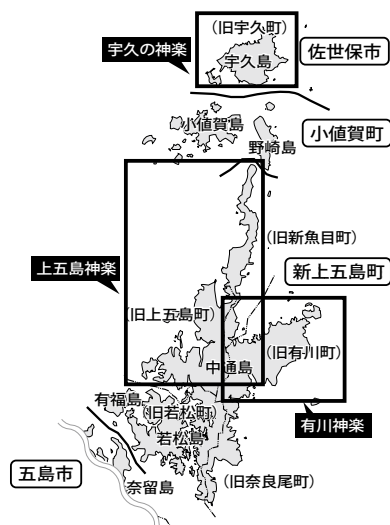 (旧宇久町)
宇久の神楽
宇久島
佐世保市
小値賀島
小値賀町
野崎島
(旧新魚目町)
上五島神楽
新上五島町
(旧上五島町)
(旧有川町)
中通島
有福島
(旧若松町)
有川神楽
若松島
五島市
奈留島
(旧奈良尾町)